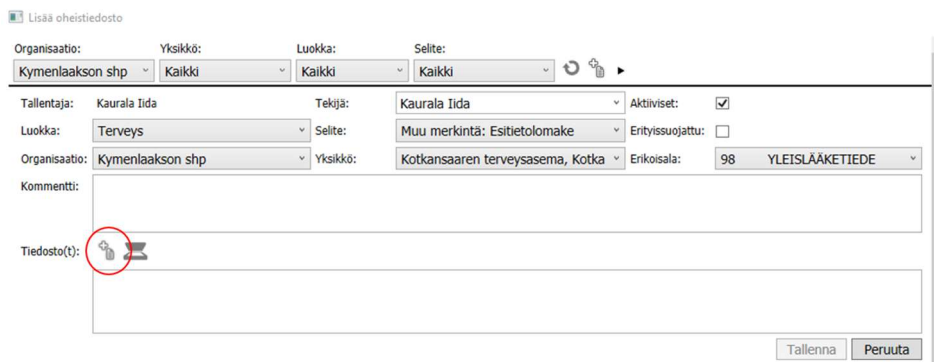 Lisää oheistiedosto
Organisaatio: Yksikkö: Luokka: Selite:
Kymenlaakson shp Kaikki Kaikki Kaikki
Tallentaja: Kaurala Iida Tekijä: Kaurala Iida Aktiiviset:
Luokka: Terveys Selite: Muu merkintä: Esitietolomake Erityissuojattu:
Organisaatio: Kymenlaakson shp Yksikkö: Kotkansaaren terveysasema, Kotka Erikoisala: 98 YLEISLÄÄKETIEDE
Kommentti:
Tiedosto(t):
Tallenna Peruuta